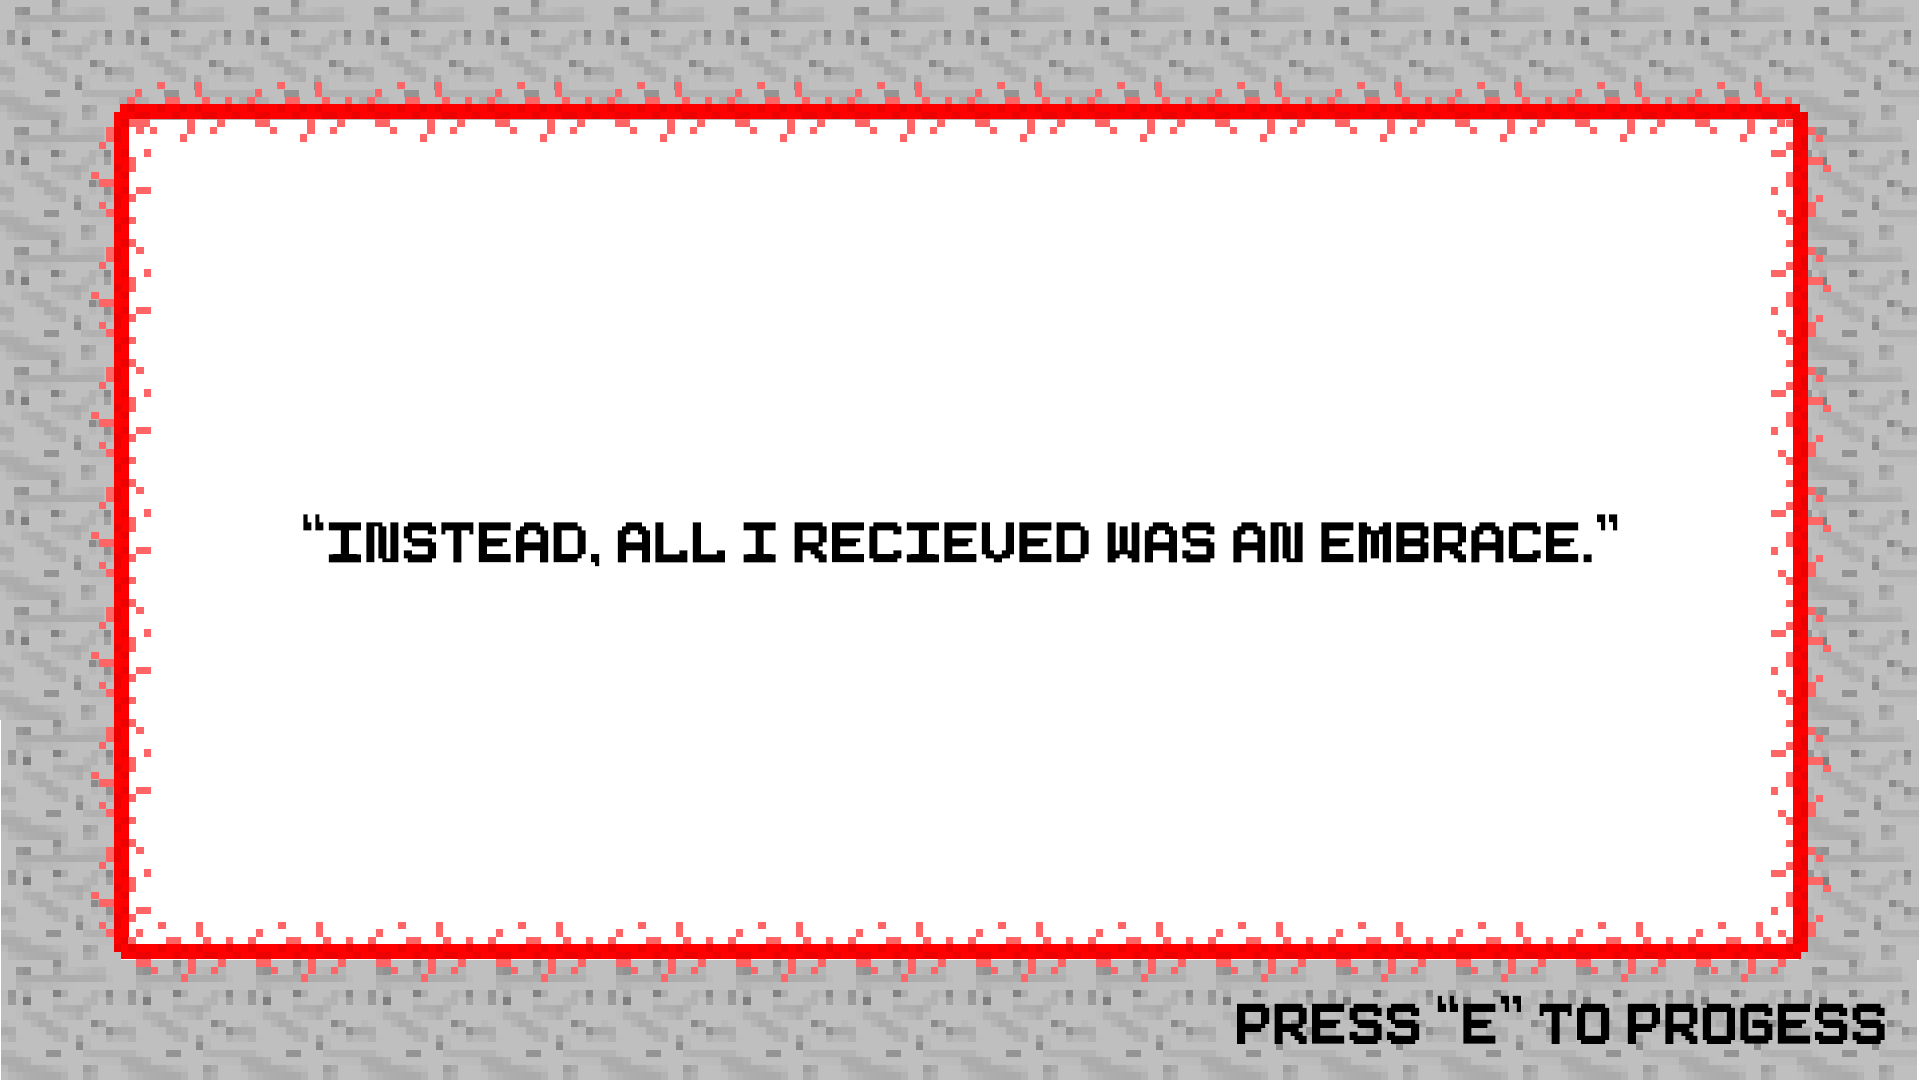 “INSTEAD, ALL I RECIEVED WAS AN EMBRACE.”
PRESS “E” TO PROGESS